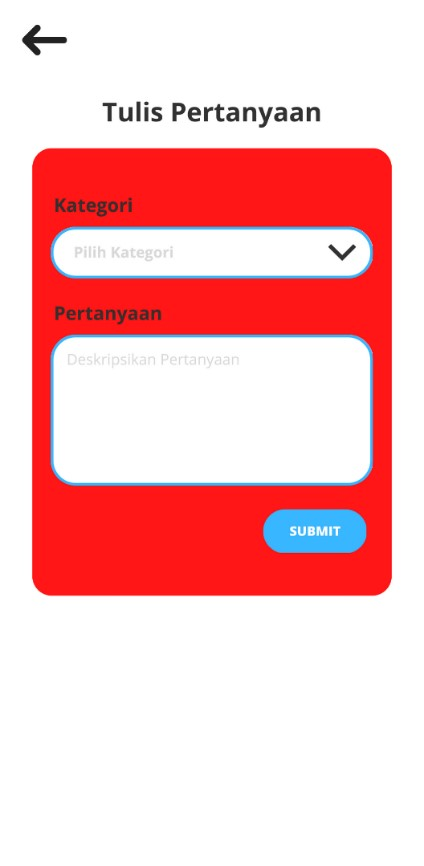 Tulis Pertanyaan
Kategori
Pilih Kategori
Pertanyaan
Deskripsikan Pertanyaan
SUBMIT